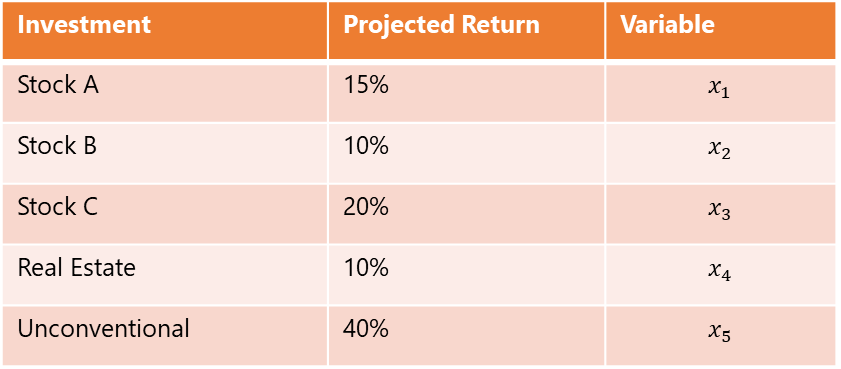 Investment Projected Return Variable
Stock A 15% x₁
Stock B 10% x₂
Stock C 20% x₃
Real Estate 10% x₄
Unconventional 40% x₅